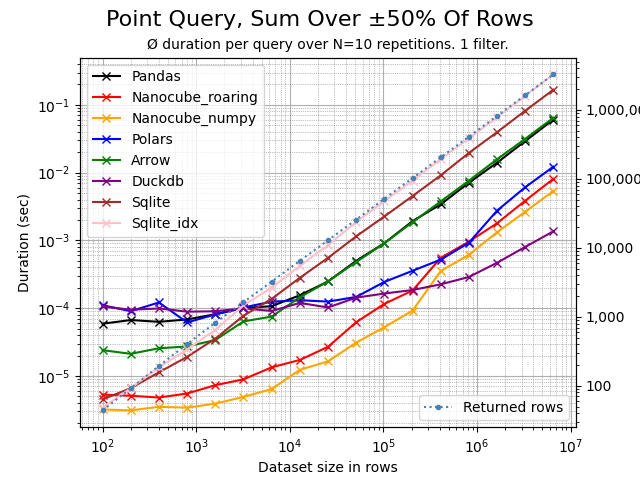 Point Query, Sum Over ±50% Of Rows
Ø duration per query over N=10 repetitions. 1 filter.
Pandas
Nanocube_roaring
Nanocube_numpy
Polars
Arrow
Duckdb
Sqlite
Sqlite_idx
Returned rows
Duration (sec)
10⁻¹
10⁻²
10⁻³
10⁻⁴
10⁻⁵
1,000,0
100,000
10,000
1,000
100
10² 10³ 10⁴ 10⁵ 10⁶ 10⁷
Dataset size in rows